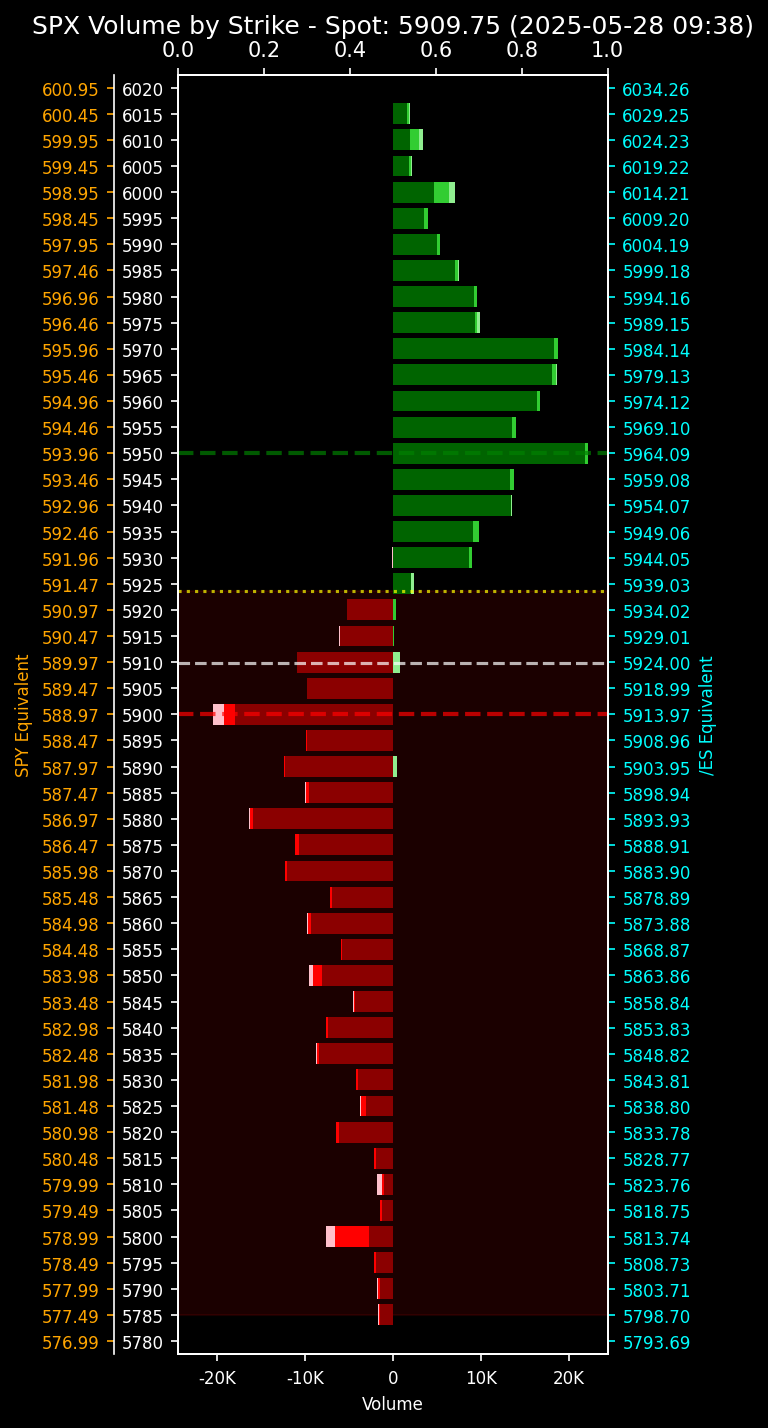 SPX Volume by Strike - Spot: 5909.75 (2025-05-28 09:38)
0.0 0.2 0.4 0.6 0.8 1.0
600.95 6020 6034.26
600.45 6015 6029.25
599.95 6010 6024.23
599.45 6005 6019.22
598.95 6000 6014.21
598.45 5995 6009.20
597.95 5990 6004.19
597.46 5985 5999.18
596.96 5980 5994.16
596.46 5975 5989.15
595.96 5970 5984.14
595.46 5965 5979.13
594.96 5960 5974.12
594.46 5955 5969.10
593.96 5950 5964.09
593.46 5945 5959.08
592.96 5940 5954.07
592.46 5935 5949.06
591.96 5930 5944.05
591.47 5925 5939.03
590.97 5920 5934.02
590.47 5915 5929.01
589.97 5910 5924.00
589.47 5905 5918.99
588.97 5900 5913.97
588.47 5895 5908.96
587.97 5890 5903.95
587.47 5885 5898.94
586.97 5880 5893.93
586.47 5875 5888.91
585.98 5870 5883.90
585.48 5865 5878.89
584.98 5860 5873.88
584.48 5855 5868.87
583.98 5850 5863.86
583.48 5845 5858.84
582.98 5840 5853.83
582.48 5835 5848.82
581.98 5830 5843.81
581.48 5825 5838.80
580.98 5820 5833.78
580.48 5815 5828.77
579.99 5810 5823.76
579.49 5805 5818.75
578.99 5800 5813.74
578.49 5795 5808.73
577.99 5790 5803.71
577.49 5785 5798.70
576.99 5780 5793.69
SPY Equivalent
/ES Equivalent
-20K -10K 0 10K 20K
Volume